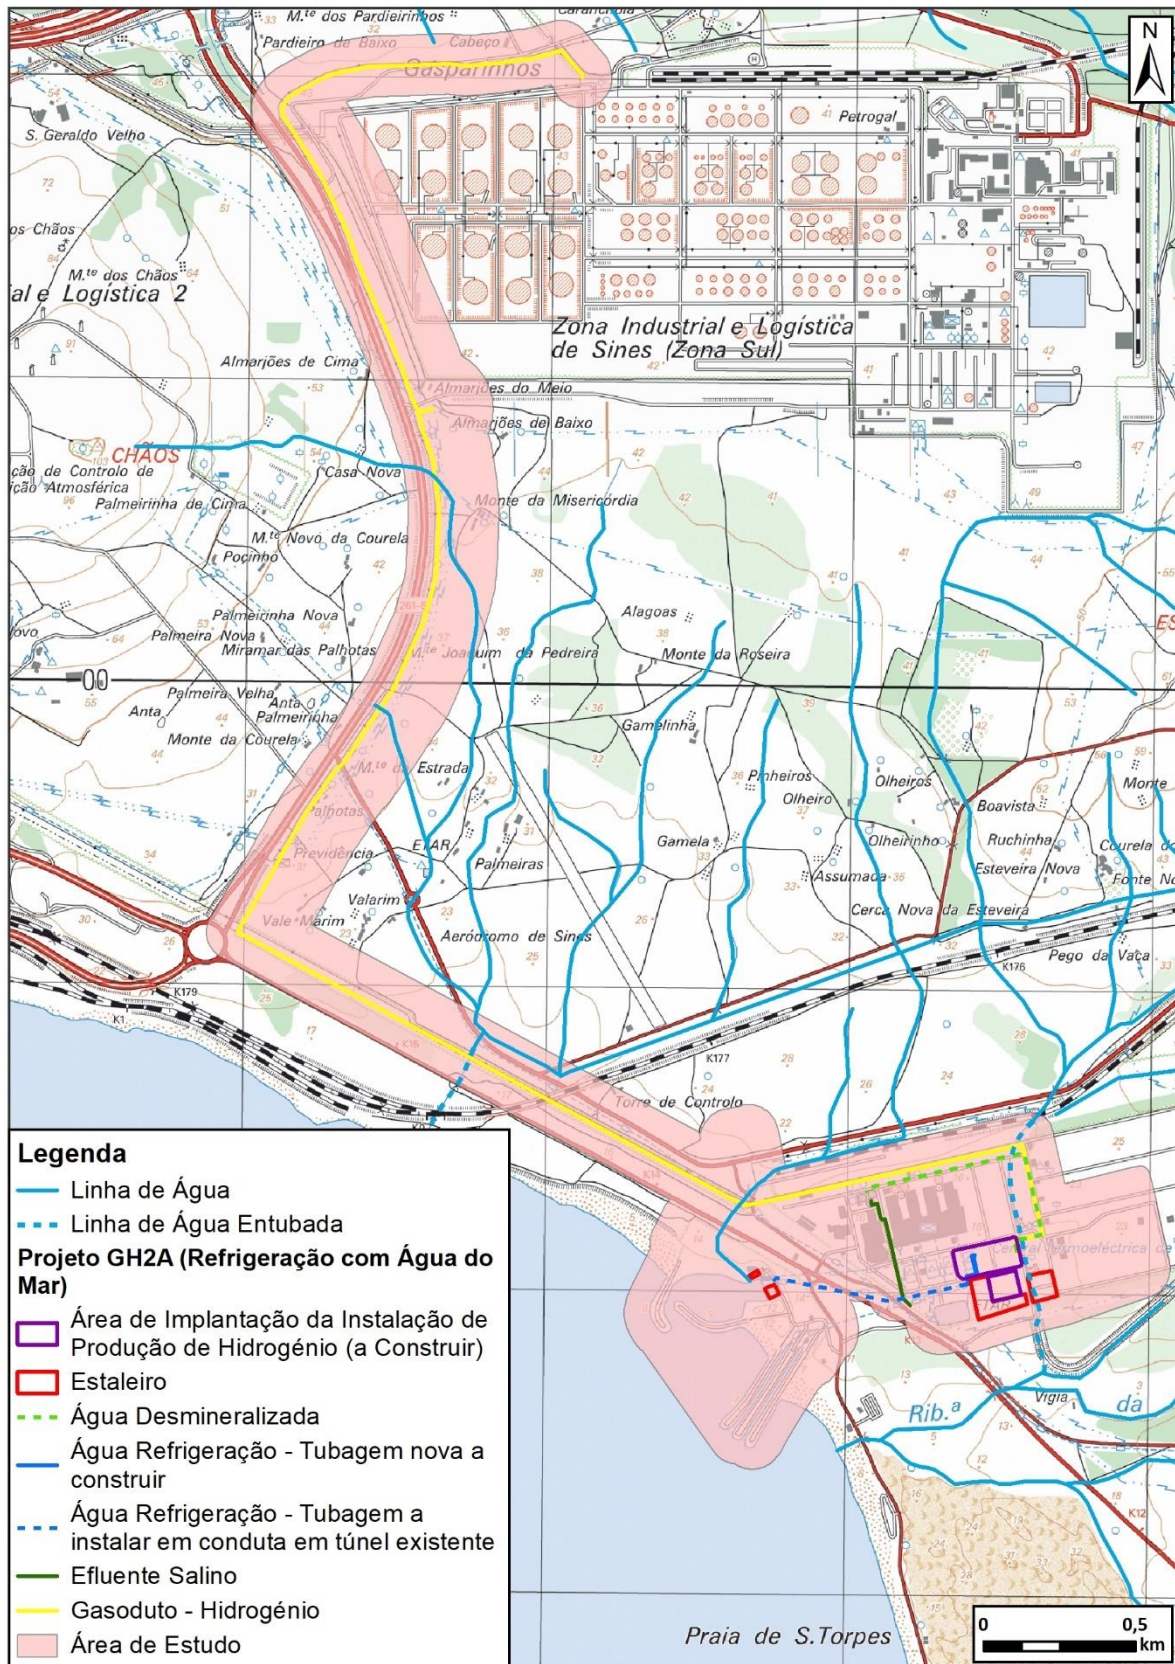 N
M.te dos Pardieirinhos
Pardieiro de Baixo
Cabeço
Gasparinhos
Petrogal
S. Geraldo Velho
os Chãos
M.te dos Chãos
al e Logística 2
Zona Industrial e Logística
de Sines (Zona Sul)
Almarjões de Cima
Almarjões do Meio
Almarjões de Baixo
CHÃOS
ção de Controlo de
ição Atmosférica
Casa Nova
Palmeirinha de Cima
Monte da Misericórdia
M.te Novo da Courela
Poçinho
Palmeirinha Nova
Palmeira Nova
Miramar das Palhotas
Alagoas
M.te Joaquim da Pedreira
Monte da Roseira
Palmeira Velha
Anta
Anta
Palmeirinha
Monte da Courela
Gamelinha
M.te da Estrada
Pinheiros
Olheiro
Olheiros
Boavista
Monte
Palhotas
Previdência
ETAR
Palmeiras
Gamela
Olheirinho
Ruchinha
Courela do
Assumada
Esteveira Nova
Fonte No
Valarim
Vale Marim
Aeródromo de Sines
Cerca Nova da Esteveira
Pego da Vaca
K179
K176
K1
K15
K177
Torre de Controlo
K14
Central Termoeléctrica de
ETAR
Vigia
Rib.a
da
K12
Praia de S.Torpes
Legenda
Linha de Água
Linha de Água Entubada
Projeto GH2A (Refrigeração com Água do
Mar)
Área de Implantação da Instalação de
Produção de Hidrogénio (a Construir)
Estaleiro
Água Desmineralizada
Água Refrigeração - Tubagem nova a
construir
Água Refrigeração - Tubagem a
instalar em conduta em túnel existente
Efluente Salino
Gasoduto - Hidrogénio
Área de Estudo
0 0,5
km